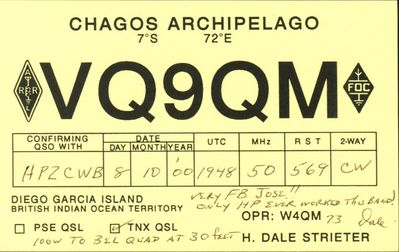 CHAGOS ARCHIPELAGO
7°S 72°E
ARRL VQ9QM FOC
CONFIRMING QSO WITH DATE DAY MONTH YEAR UTC MHz R S T 2-WAY
HP2CWB 8 10 '00 1948 50 569 CW
DIEGO GARCIA ISLAND
BRITISH INDIAN OCEAN TERRITORY
VERY FB JOSE!!
ONLY HP EVER WORKED THIS BAND!
OPR: W4QM 73 Dale
PSE QSL TNX QSL H. DALE STRIETER
100W TO 3EL QUAD AT 30 feet